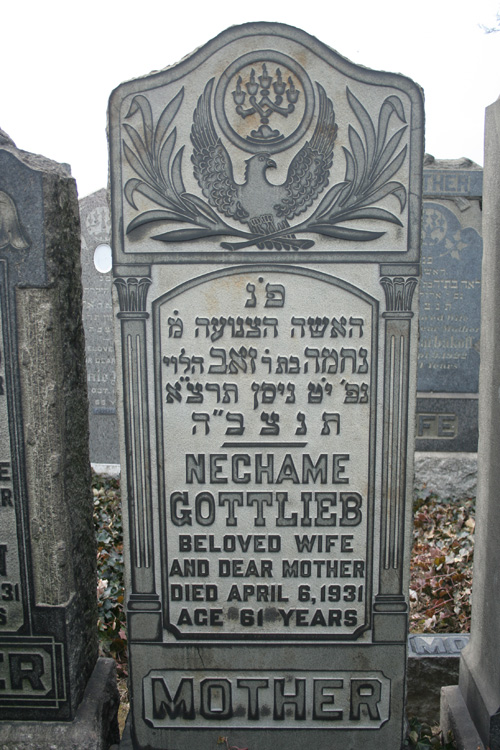 פ נ
האשה הצנועה מ׳
נחמה בת ר׳ זאב הלוי
נפ׳ יט ניסן תרצ״א
ת נ צ ב״ה
NECHAME
GOTTLIEB
BELOVED WIFE
AND DEAR MOTHER
DIED APRIL 6, 1931
AGE 61 YEARS
MOTHER